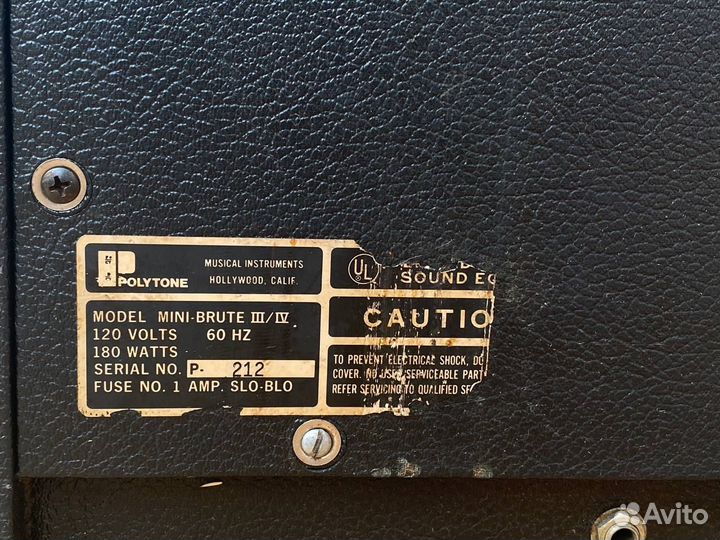 POLYTONE
MUSICAL INSTRUMENTS
HOLLYWOOD, CALIF.
MODEL MINI-BRUTE III/IV
120 VOLTS 60 HZ
180 WATTS
SERIAL NO. P- 212
FUSE NO. 1 AMP. SLO-BLO
UL
SOUND EQ
CAUTIO
TO PREVENT ELECTRICAL SHOCK, DO
COVER. NO USER SERVICEABLE PART
REFER SERVICING TO QUALIFIED SE
Avito